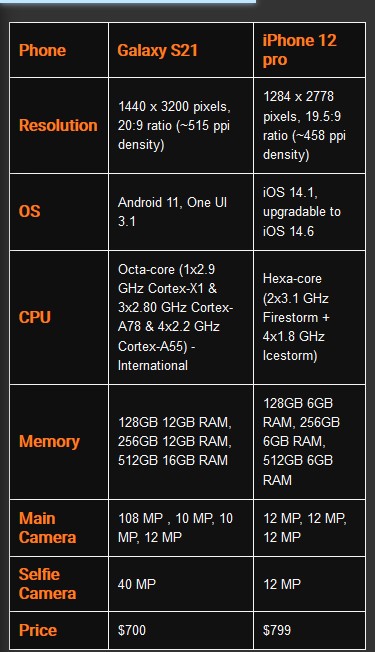 Phone
Galaxy S21
iPhone 12
pro
Resolution
1440 x 3200 pixels,
20:9 ratio (~515 ppi
density)
1284 x 2778
pixels, 19.5:9
ratio (~458 ppi
density)
OS
Android 11, One UI
3.1
iOS 14.1,
upgradable to
iOS 14.6
CPU
Octa-core (1x2.9
GHz Cortex-X1 &
3x2.80 GHz Cortex-
A78 & 4x2.2 GHz
Cortex-A55) -
International
Hexa-core
(2x3.1 GHz
Firestorm +
4x1.8 GHz
Icestorm)
Memory
128GB 12GB RAM,
256GB 12GB RAM,
512GB 16GB RAM
128GB 6GB
RAM, 256GB
6GB RAM,
512GB 6GB
RAM
Main
Camera
108 MP , 10 MP, 10
MP, 12 MP
12 MP, 12 MP,
12 MP
Selfie
Camera
40 MP
12 MP
Price
$700
$799